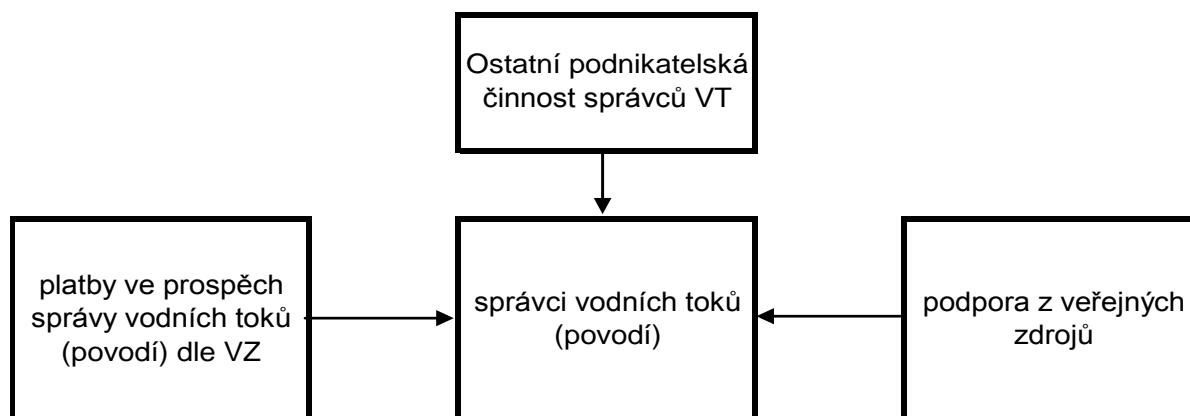 Ostatní podnikatelská
činnost správců VT
platby ve prospěch
správy vodních toků
(povodí) dle VZ
správci vodních toků
(povodí)
podpora z veřejných
zdrojů